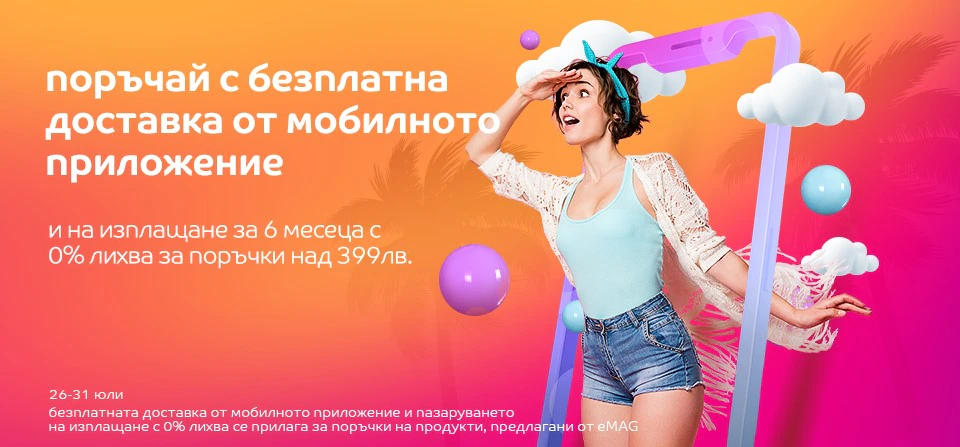 поръчай с безплатна
доставка от мобилното
приложение
и на изплащане за 6 месеца с
0% лихва за поръчки над 399лв.
26-31 юли
безплатната доставка от мобилното приложение и пазаруването
на изплащане с 0% лихва се прилага за поръчки на продукти, предлагани от eMAG